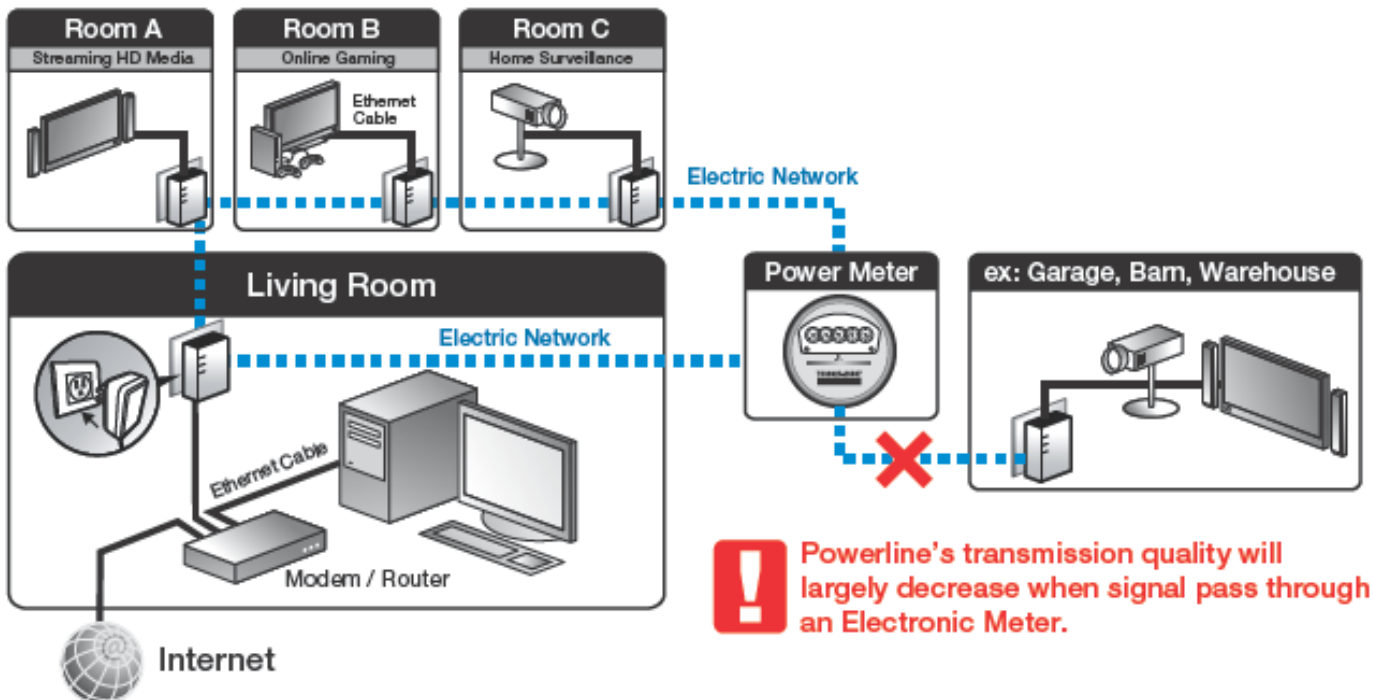 Room A
Streaming HD Media
Room B
Online Gaming
Ethernet
Cable
Room C
Home Surveillance
Electric Network
Living Room
Electric Network
Ethernet Cable
Modem / Router
Internet
Power Meter
ex: Garage, Barn, Warehouse
Powerline's transmission quality will
largely decrease when signal pass through
an Electronic Meter.